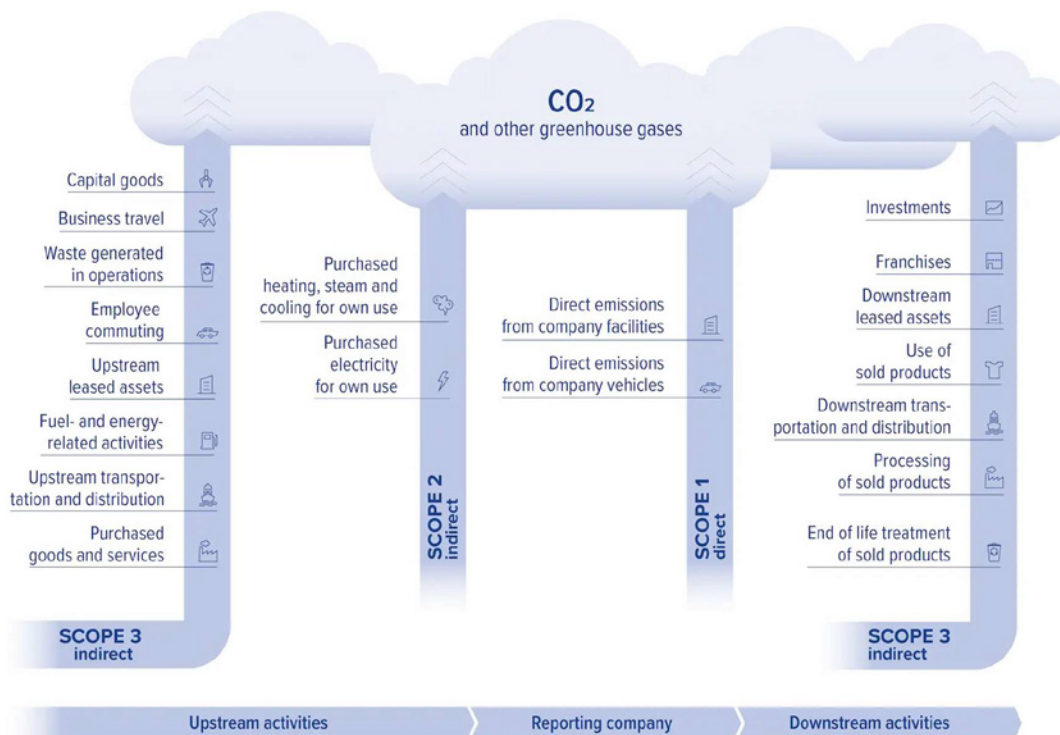 CO₂
and other greenhouse gases
Capital goods
Business travel
Waste generated
in operations
Employee
commuting
Upstream
leased assets
Fuel- and energy-
related activities
Upstream transpor-
tation and distribution
Purchased
goods and services
SCOPE 3
indirect
Purchased
heating, steam and
cooling for own use
Purchased
electricity
for own use
SCOPE 2
indirect
Direct emissions
from company facilities
Direct emissions
from company vehicles
SCOPE 1
direct
Investments
Franchises
Downstream
leased assets
Use of
sold products
Downstream trans-
portation and distribution
Processing
of sold products
End of life treatment
of sold products
SCOPE 3
indirect
Upstream activities
Reporting company
Downstream activities